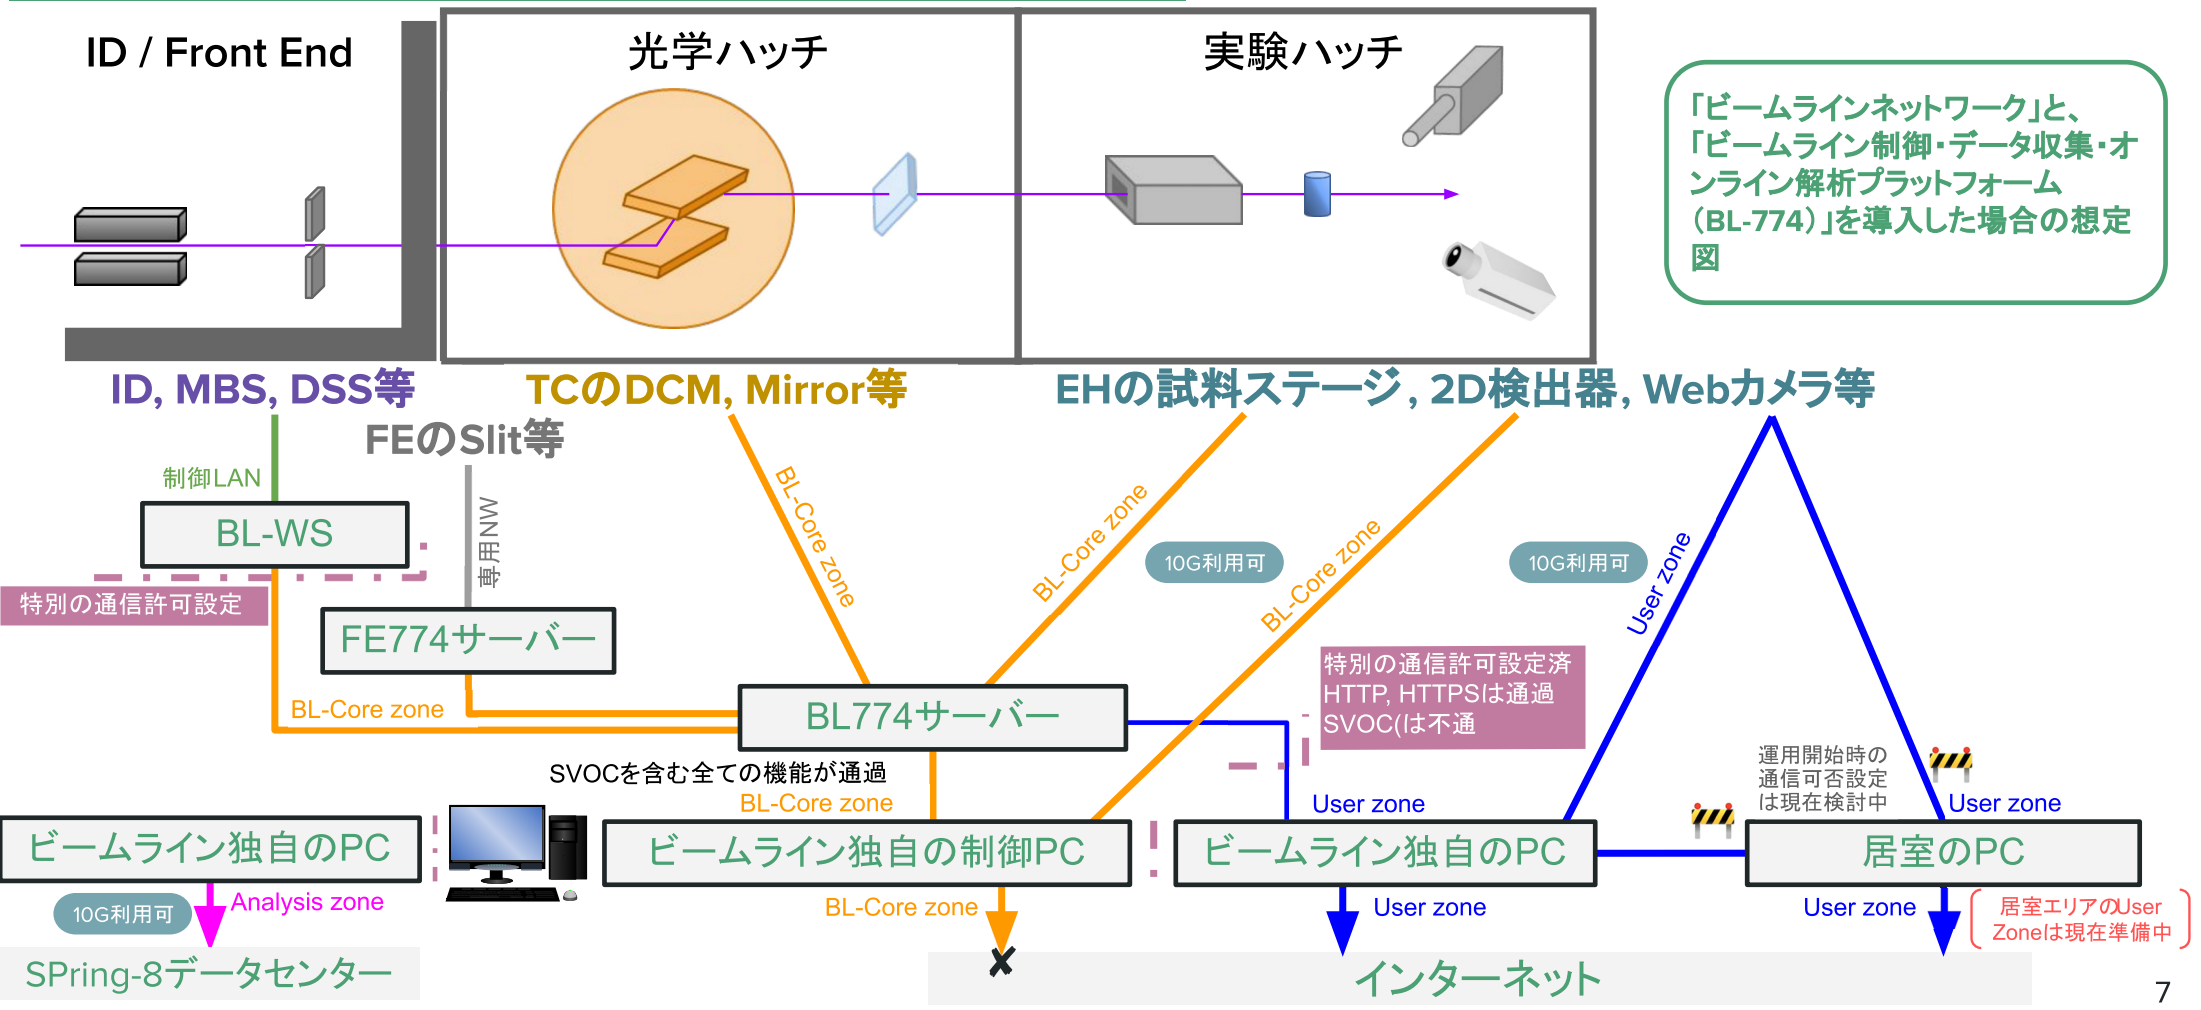 ID / Front End
光学ハッチ
実験ハッチ
「ビームラインネットワーク」と、
「ビームライン制御・データ収集・オ
ンライン解析プラットフォーム
（BL-774）」を導入した場合の想定
図
ID, MBS, DSS等
TCのDCM, Mirror等
EHの試料ステージ, 2D検出器, Webカメラ等
FEのSlit等
制御LAN
BL-WS
専用NW
BL-Core zone
BL-Core zone
10G利用可
BL-Core zone
10G利用可
User zone
特別の通信許可設定
FE774サーバー
特別の通信許可設定済
HTTP, HTTPSは通過
SVOC(は不通
BL-Core zone
BL774サーバー
運用開始時の
通信可否設定
は現在検討中
SVOCを含む全ての機能が通過
BL-Core zone
User zone
User zone
ビームライン独自のPC
ビームライン独自の制御PC
ビームライン独自のPC
居室のPC
10G利用可
Analysis zone
BL-Core zone
User zone
User zone
居室エリアのUser
Zoneは現在準備中
SPring-8データセンター
✘
インターネット
7